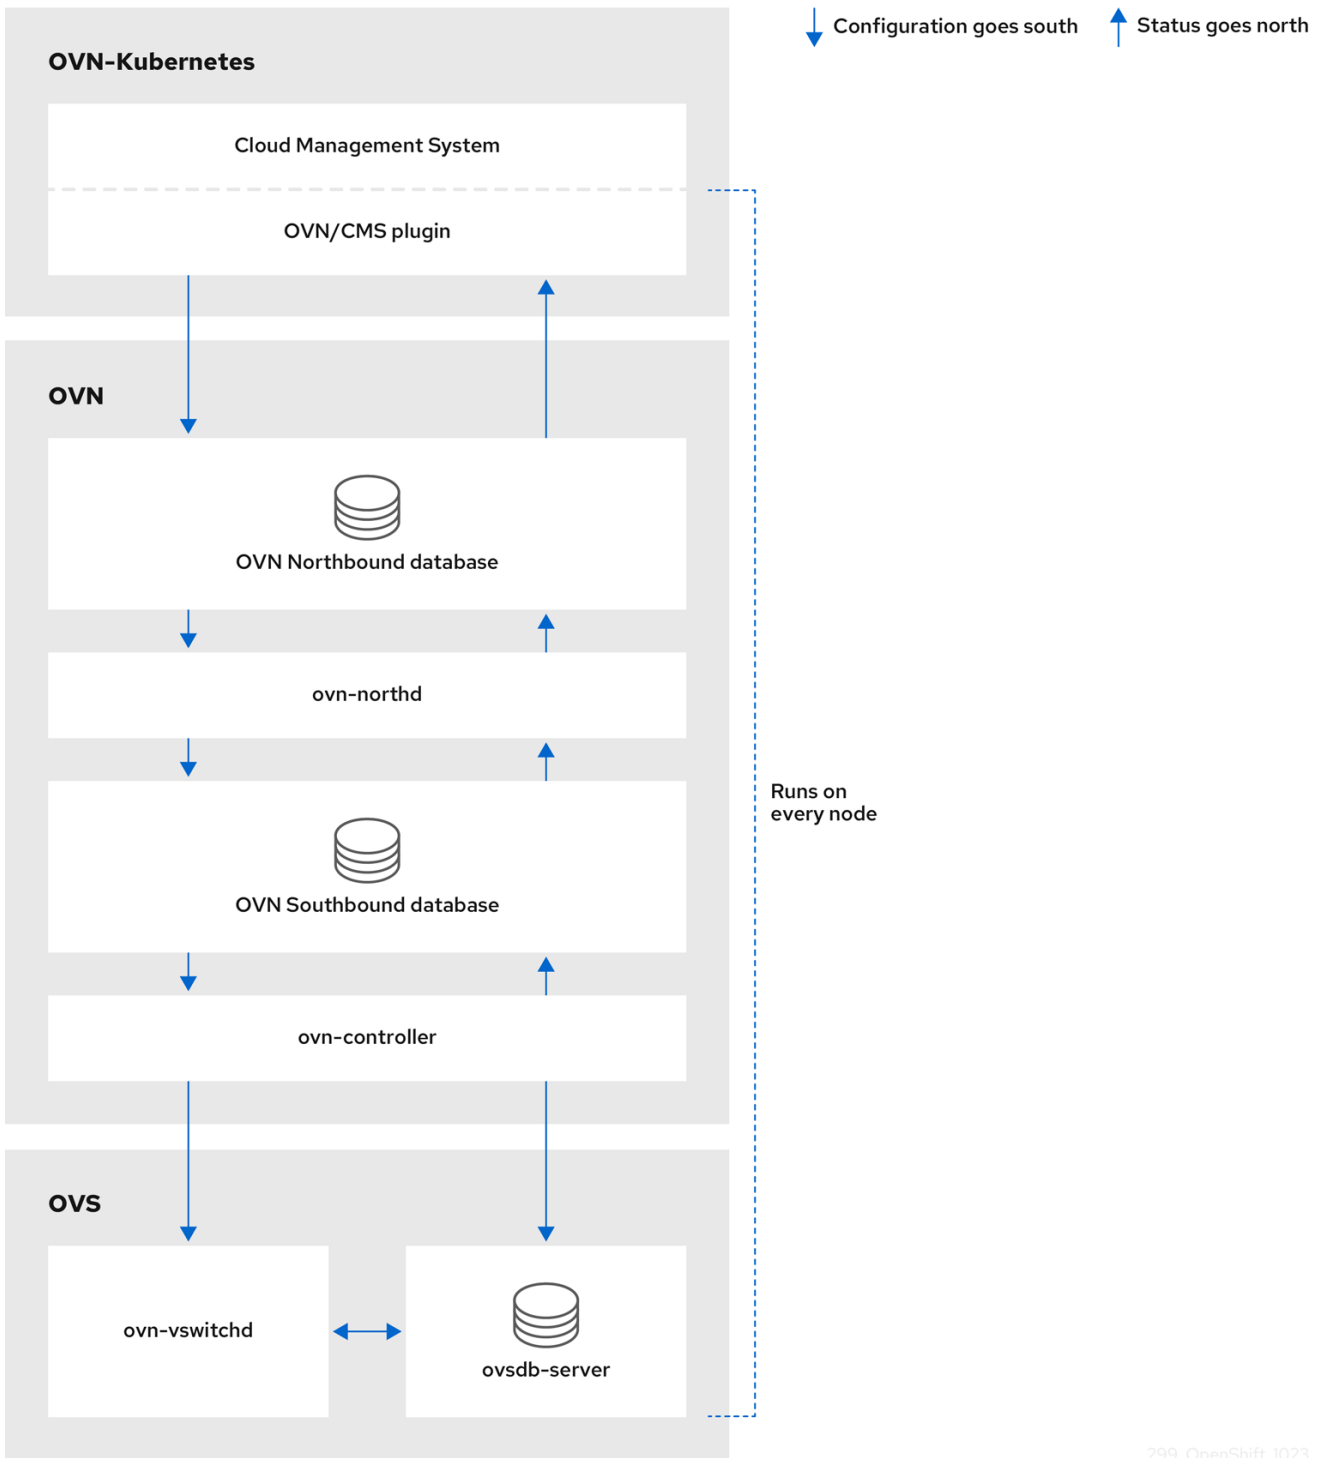 Configuration goes south
Status goes north
OVN-Kubernetes
Cloud Management System
OVN/CMS plugin
OVN
OVN Northbound database
ovn-northd
Runs on
every node
OVN Southbound database
ovn-controller
OVS
ovn-vswitchd
ovsdb-server
299_OpenShift_1023